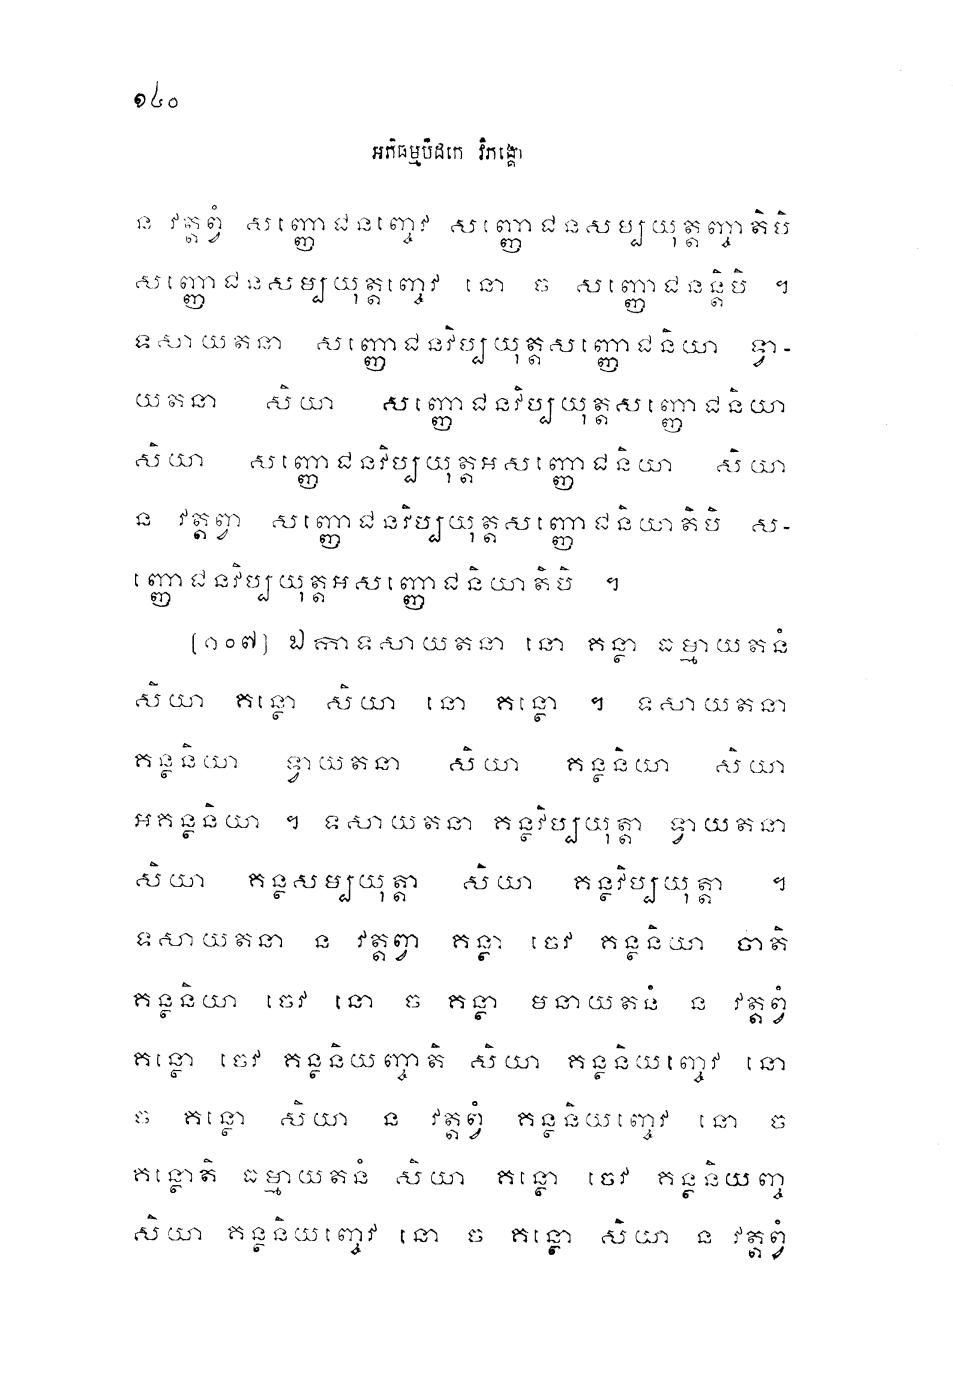 ១៤០
អភិធម្មបិដកេ វិភង្គោ
ន វត្តព្វំ សញ្ញោជនញ្ចេវ សញ្ញោជនសម្បយុត្តញ្ចាតិបិ
សញ្ញោជនសម្បយុត្តញ្ចេវ នោ ច សញ្ញោជនន្តិបិ ។
ទសាយតនា សញ្ញោជនវិប្បយុត្តសញ្ញោជនិយា ទ្វា-
យតនា សិយា សញ្ញោជនវិប្បយុត្តសញ្ញោជនិយា
សិយា សញ្ញោជនវិប្បយុត្តអសញ្ញោជនិយា សិយា
ន វត្តព្វា សញ្ញោជនវិប្បយុត្តសញ្ញោជនិយាតិបិ ស-
ញ្ញោជនវិប្បយុត្តអសញ្ញោជនិយាតិបិ ។
[១០៧] ឯកាទសាយតនា នោ គន្ថា ធម្មាយតនំ
សិយា គន្ថោ សិយា នោ គន្ថោ ។ ទសាយតនា
គន្ថនិយា ទ្វាយតនា សិយា គន្ថនិយា សិយា
អគន្ថនិយា ។ ទសាយតនា គន្ថវិប្បយុត្តា ទ្វាយតនា
សិយា គន្ថសម្បយុត្តា សិយា គន្ថវិប្បយុត្តា ។
ទសាយតនា ន វត្តព្វា គន្ថា ចេវ គន្ថនិយា ចាតិ
គន្ថនិយា ចេវ នោ ច គន្ថា មនាយតនំ ន វត្តព្វំ
គន្ថោ ចេវ គន្ថនិយញ្ចាតិ សិយា គន្ថនិយញ្ចេវ នោ
ច គន្ថោ សិយា ន វត្តព្វំ គន្ថនិយញ្ចេវ នោ ច
គន្ថោតិ ធម្មាយតនំ សិយា គន្ថោ ចេវ គន្ថនិយញ្ច
សិយា គន្ថនិយញ្ចេវ នោ ច គន្ថោ សិយា ន វត្តព្វំ